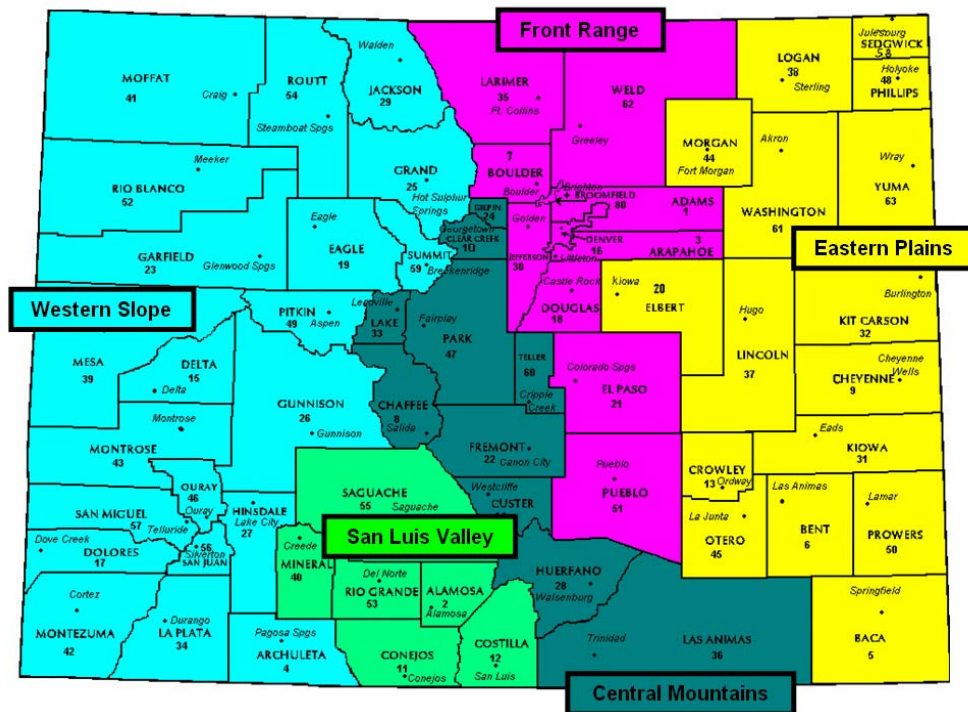 Front Range
Julesburg
SEDGWICK
58
LOGAN
38
Sterling
Holyoke
48
PHILLIPS
MOFFAT
41
Craig
ROUTT
54
Steamboat Spgs
Walden
JACKSON
29
LARIMER
35
Ft. Collins
WELD
62
Greeley
MORGAN
44
Fort Morgan
Akron
WASHINGTON
61
Wray
YUMA
63
Meeker
RIO BLANCO
52
GRAND
25
Hot Sulphur
Springs
7
BOULDER
Boulder
Brighton
BROOMFIELD
80
ADAMS
1
GILPIN
24
Georgetown
CLEAR CREEK
10
Golden
JEFFERSON
30
DENVER
16
3
ARAPAHOE
Littleton
Eastern Plains
GARFIELD
23
Glenwood Spgs
Eagle
EAGLE
19
SUMMIT
59
Breckenridge
Castle Rock
DOUGLAS
18
Kiowa
20
ELBERT
Burlington
KIT CARSON
32
Western Slope
PITKIN
49
Aspen
Leadville
LAKE
33
Fairplay
PARK
47
Hugo
LINCOLN
37
MESA
39
DELTA
15
Delta
TELLER
60
Cripple
Creek
Colorado Spgs
EL PASO
21
Cheyenne
Wells
CHEYENNE
9
GUNNISON
26
Gunnison
CHAFFEE
8
Salida
Montrose
MONTROSE
43
FREMONT
22
Canon City
Eads
KIOWA
31
CROWLEY
13
Ordway
OURAY
46
Ouray
SAGUACHE
55
Saguache
Westcliffe
CUSTER
Pueblo
PUEBLO
51
Las Animas
BENT
6
Lamar
PROWERS
50
La Junta
OTERO
45
SAN MIGUEL
57
Telluride
HINSDALE
Lake City
27
San Luis Valley
Dove Creek
DOLORES
17
56
Silverton
SAN JUAN
Creede
MINERAL
40
Del Norte
RIO GRANDE
53
ALAMOSA
2
Alamosa
HUERFANO
28
Walsenburg
Cortez
MONTEZUMA
42
Durango
LA PLATA
34
Pagosa Spgs
ARCHULETA
4
CONEJOS
11
Conejos
COSTILLA
12
San Luis
Trinidad
LAS ANIMAS
36
Springfield
BACA
5
Central Mountains